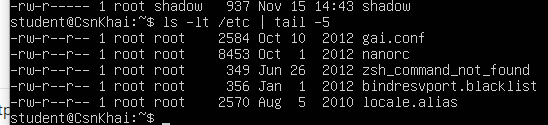 -rw-r----- 1 root shadow   937 Nov 15 14:43 shadow
student@CsnKhai:~$ ls -lt /etc | tail -5
-rw-r--r-- 1 root root    2584 Oct 10  2012 gai.conf
-rw-r--r-- 1 root root    8453 Oct  1  2012 nanorc
-rw-r--r-- 1 root root     349 Jun 26  2012 zsh_command_not_found
-rw-r--r-- 1 root root     356 Jan  1  2012 bindresvport.blacklist
-rw-r--r-- 1 root root    2570 Aug  5  2010 locale.alias
student@CsnKhai:~$ _